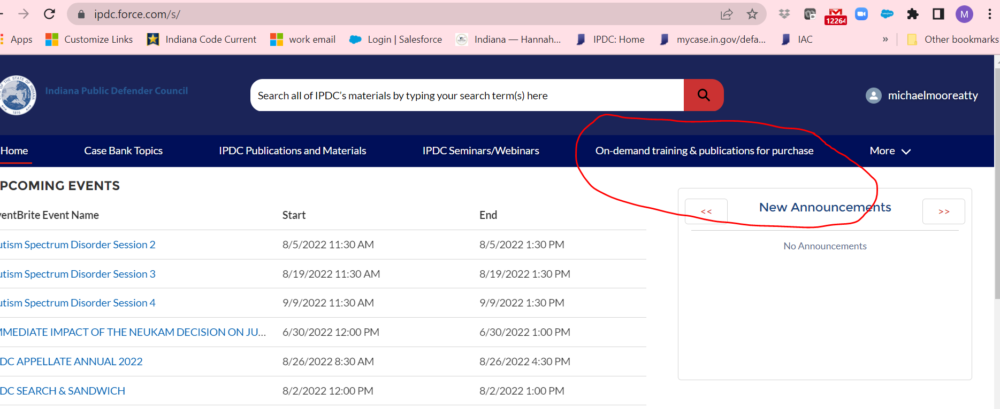 ipdc.force.com/s/
12264
M
Apps Customize Links Indiana Code Current work email Login | Salesforce Indiana — Hannah... IPDC: Home mycase.in.gov/defa... IAC » Other bookmarks
Indiana Public Defender Council
Search all of IPDC's materials by typing your search term(s) here
michaelmooreatty
1816
Home Case Bank Topics IPDC Publications and Materials IPDC Seminars/Webinars On-demand training & publications for purchase More
PCOMING EVENTS
<< New Announcements >>
ventBrite Event Name Start End
No Announcements
utism Spectrum Disorder Session 2 8/5/2022 11:30 AM 8/5/2022 1:30 PM
utism Spectrum Disorder Session 3 8/19/2022 11:30 AM 8/19/2022 1:30 PM
utism Spectrum Disorder Session 4 9/9/2022 11:30 AM 9/9/2022 1:30 PM
MMEDIATE IMPACT OF THE NEUKAM DECISION ON JU... 6/30/2022 12:00 PM 6/30/2022 1:00 PM
DC APPELLATE ANNUAL 2022 8/26/2022 8:30 AM 8/26/2022 4:30 PM
DC SEARCH & SANDWICH 8/2/2022 12:00 PM 8/2/2022 1:00 PM